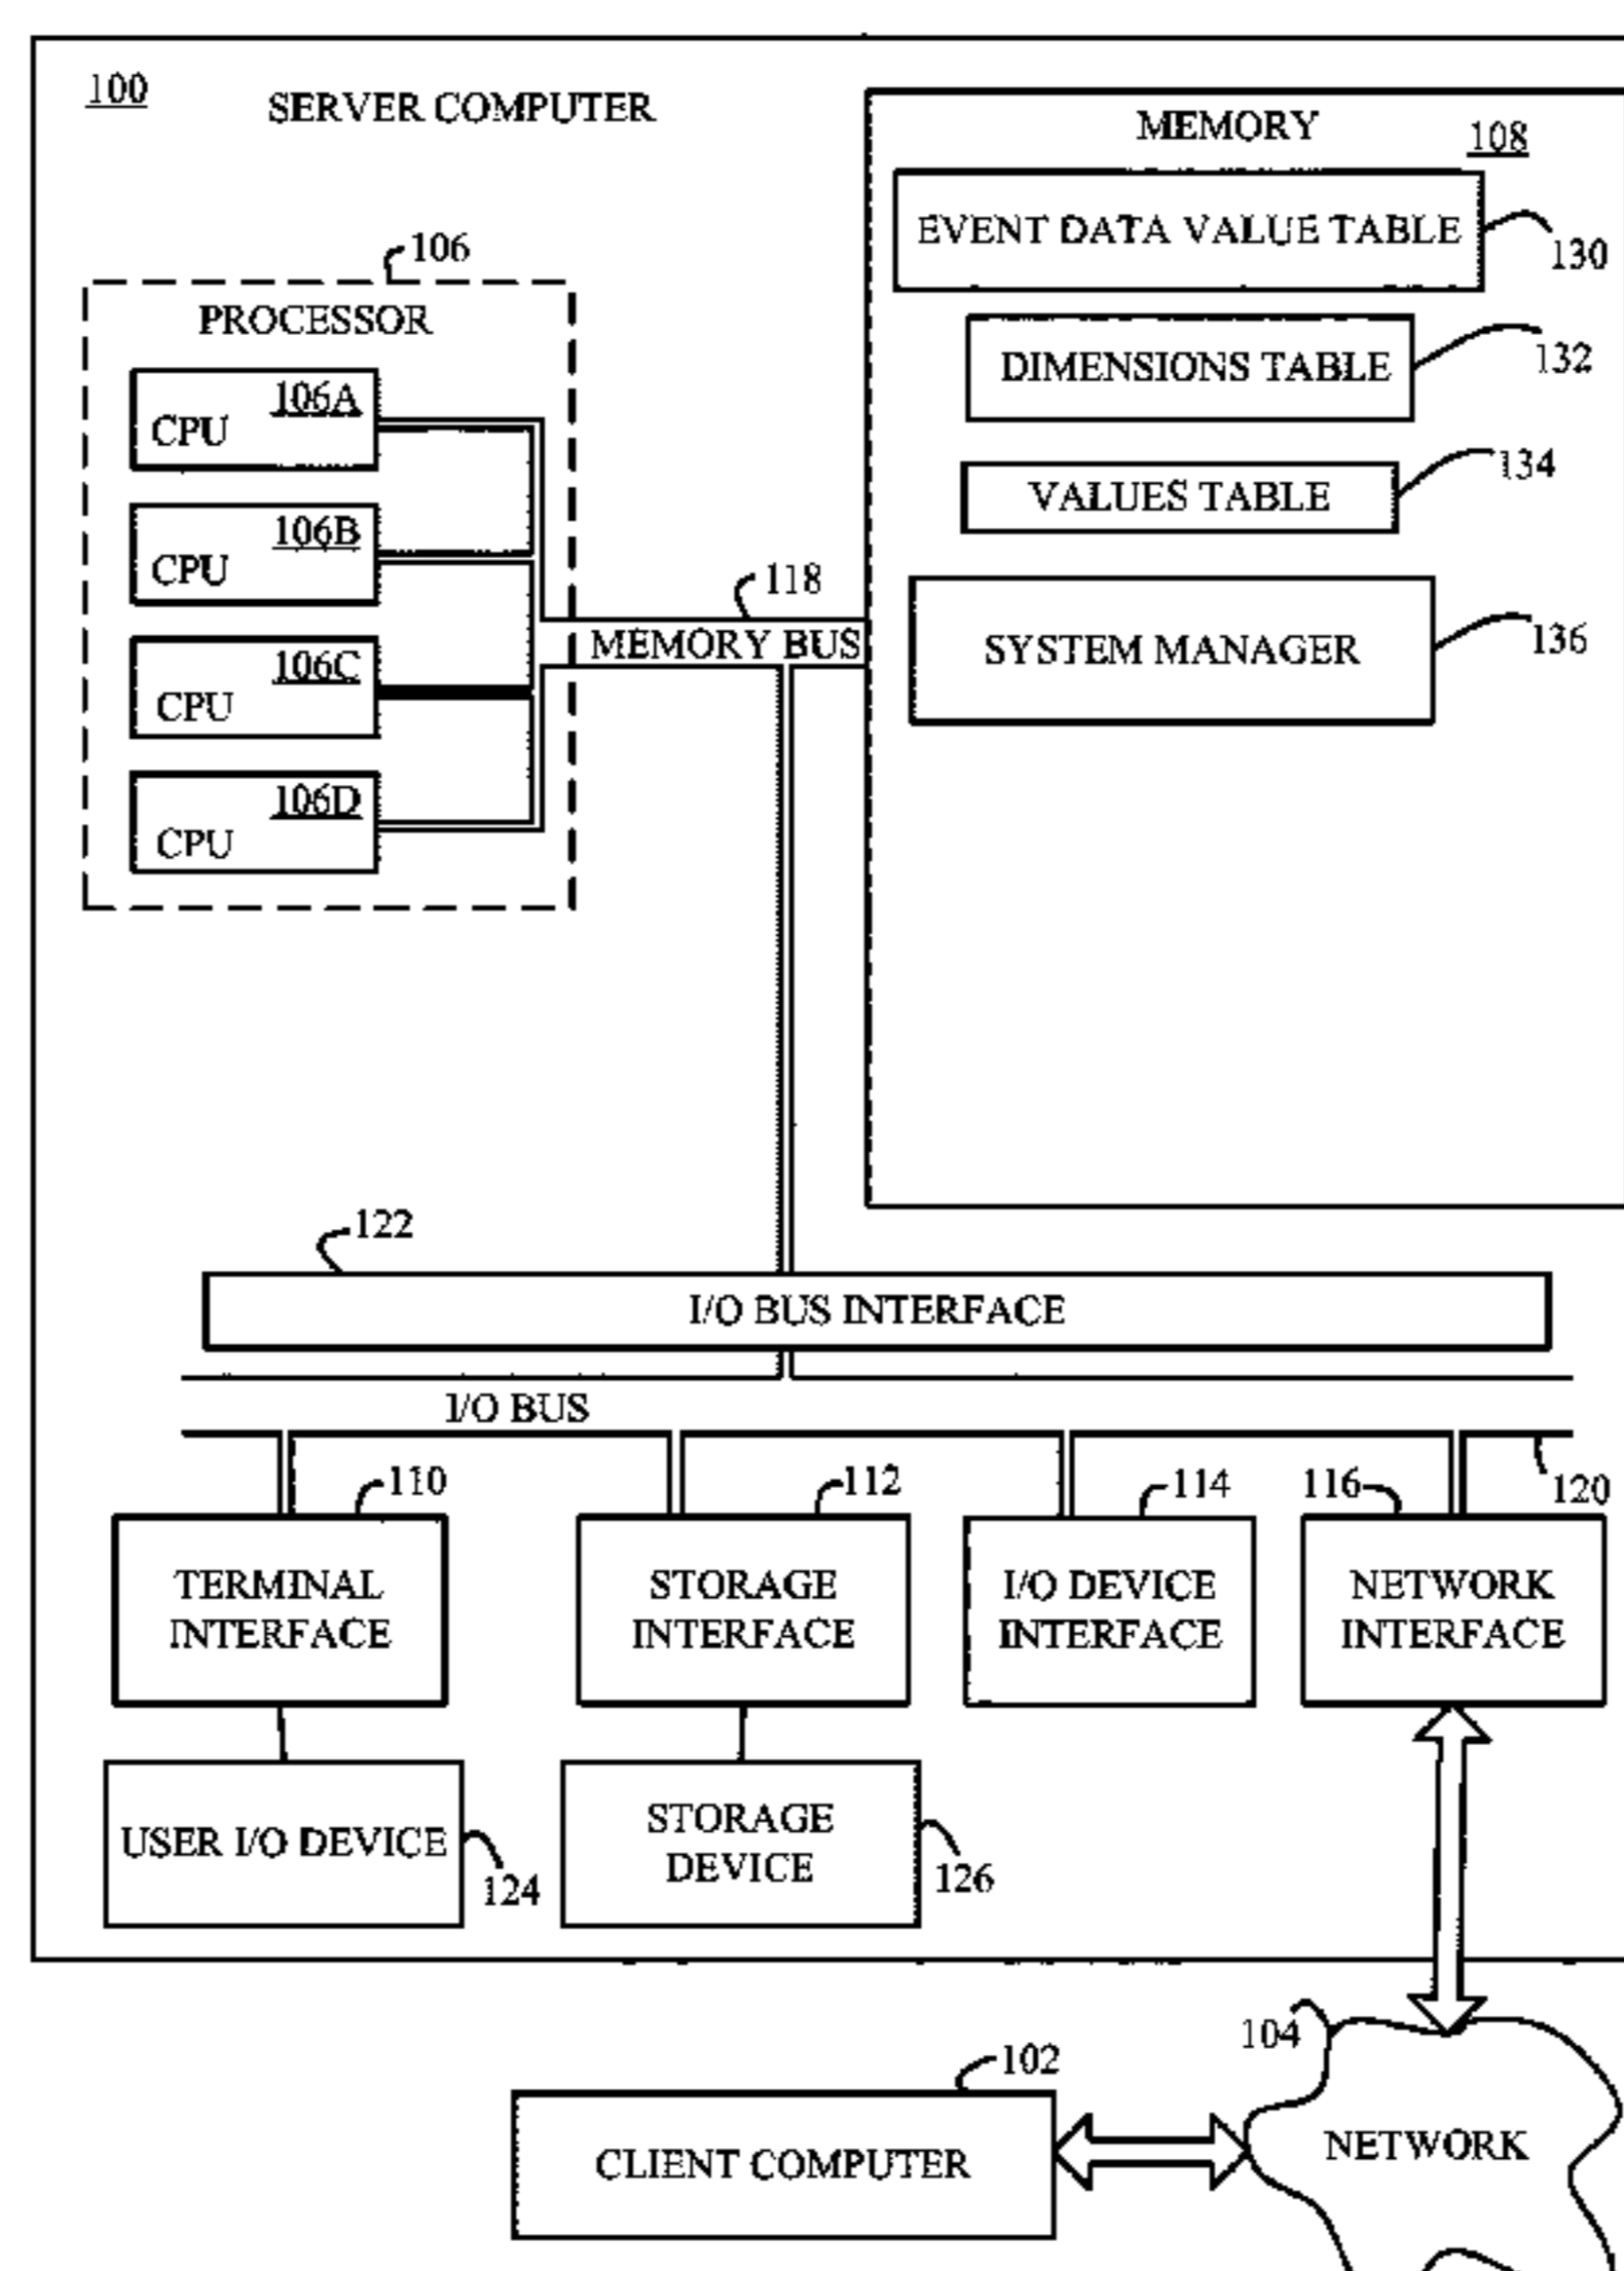 100
SERVER COMPUTER
MEMORY
108
EVENT DATA VALUE TABLE
130
DIMENSIONS TABLE
132
VALUES TABLE
134
SYSTEM MANAGER
136
106
PROCESSOR
106A
CPU
106B
CPU
106C
CPU
106D
CPU
118
MEMORY BUS
122
I/O BUS INTERFACE
I/O BUS
120
110
TERMINAL
INTERFACE
112
STORAGE
INTERFACE
114
I/O DEVICE
INTERFACE
116
NETWORK
INTERFACE
USER I/O DEVICE
124
STORAGE
DEVICE
126
104
NETWORK
102
CLIENT COMPUTER